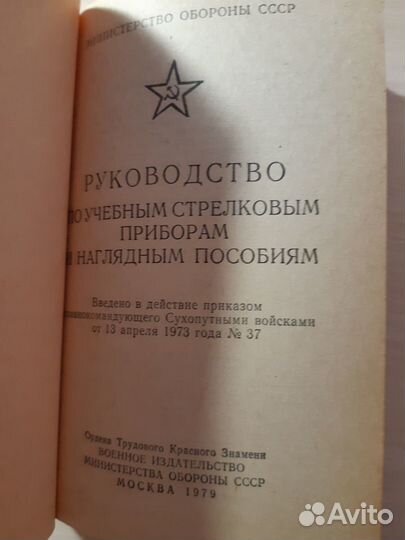 МИНИСТЕРСТВО ОБОРОНЫ СССР
РУКОВОДСТВО
ПО УЧЕБНЫМ СТРЕЛКОВЫМ
ПРИБОРАМ
И НАГЛЯДНЫМ ПОСОБИЯМ
Введено в действие приказом
главнокомандующего Сухопутными войсками
от 13 апреля 1973 года № 37
Ордена Трудового Красного Знамени
ВОЕННОЕ ИЗДАТЕЛЬСТВО
МИНИСТЕРСТВА ОБОРОНЫ СССР
МОСКВА 1979
Avito